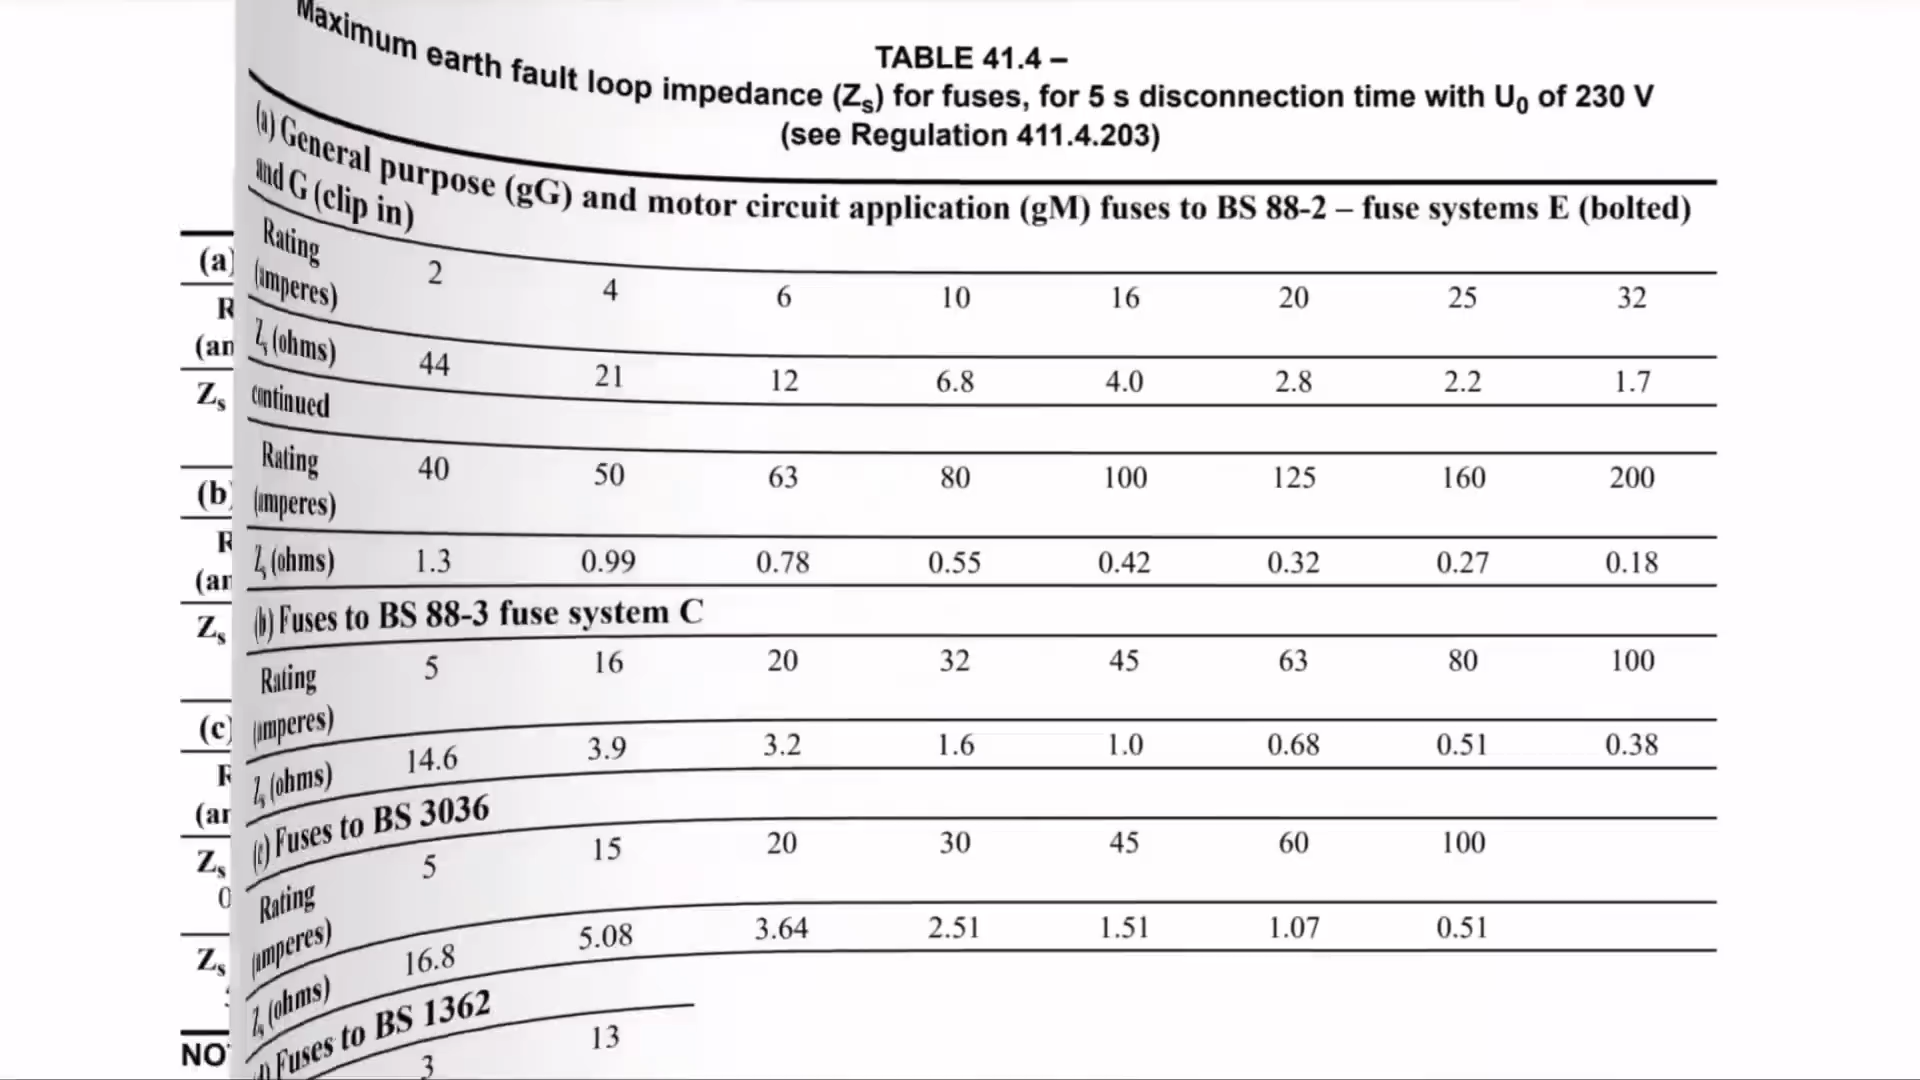 TABLE 41.4 –
Maximum earth fault loop impedance (Zs) for fuses, for 5 s disconnection time with U0 of 230 V
(see Regulation 411.4.203)
(a) General purpose (gG) and motor circuit application (gM) fuses to BS 88-2 – fuse systems E (bolted)
and G (clip in)
Rating 2 4 6 10 16 20 25 32
(amperes)
Zs (ohms) 44 21 12 6.8 4.0 2.8 2.2 1.7
continued
Rating 40 50 63 80 100 125 160 200
(amperes)
Zs (ohms) 1.3 0.99 0.78 0.55 0.42 0.32 0.27 0.18
(b) Fuses to BS 88-3 fuse system C
Rating 5 16 20 32 45 63 80 100
(amperes)
Zs (ohms) 14.6 3.9 3.2 1.6 1.0 0.68 0.51 0.38
(c) Fuses to BS 3036
Rating 5 15 20 30 45 60 100
(amperes)
Zs (ohms) 16.8 5.08 3.64 2.51 1.51 1.07 0.51
(d) Fuses to BS 1362
3 13
(a)
Zs
(b)
Zs
(c)
Zs
Zs